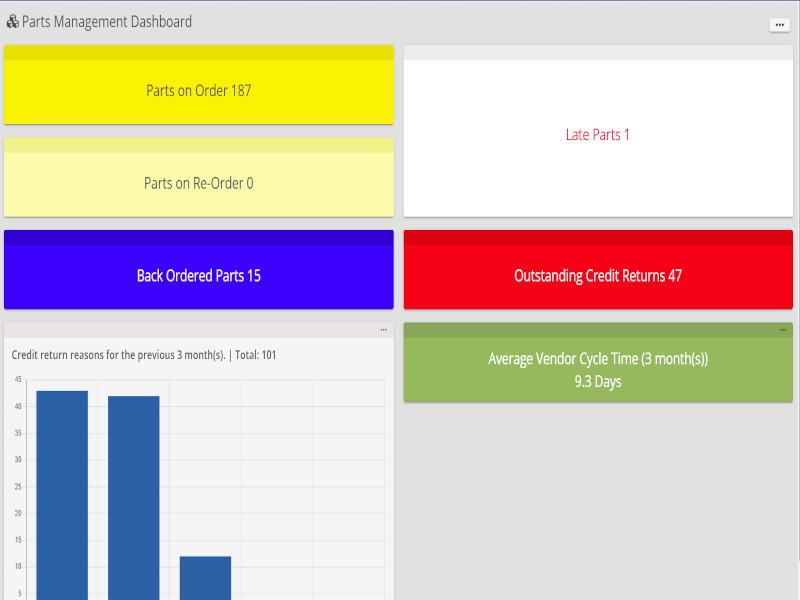 Parts Management Dashboard
Parts on Order 187
Late Parts 1
Parts on Re-Order 0
Back Ordered Parts 15
Outstanding Credit Returns 47
Credit return reasons for the previous 3 month(s). | Total: 101
Average Vendor Cycle Time (3 month(s))
9.3 Days
45
40
35
30
25
20
15
10
5